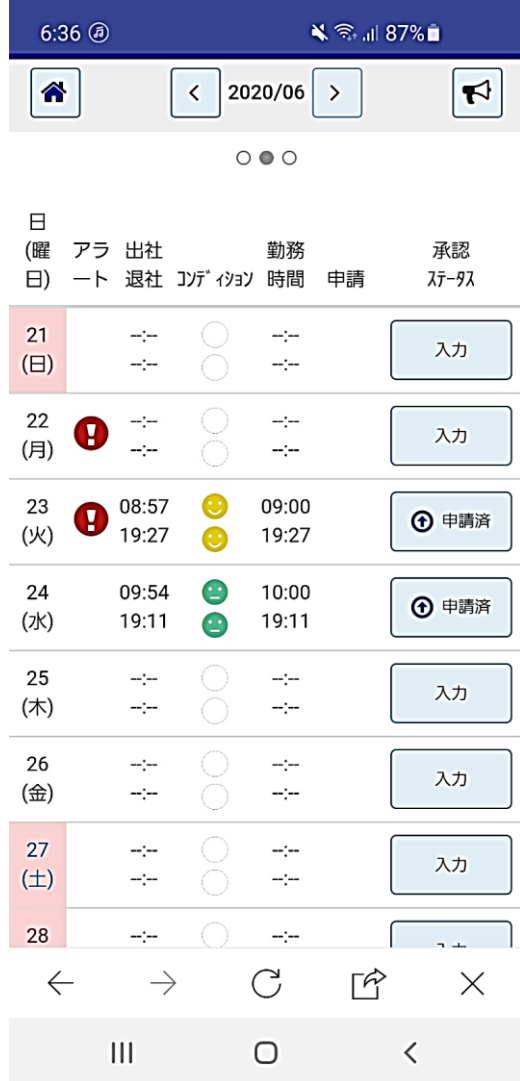 6:36 87%
2020/06
日
(曜 アラ 出社 勤務 承認
日) ート 退社 ｺﾝﾃﾞｨｼｮﾝ 時間 申請 ｽﾃｰﾀｽ
21 --:-- --:-- 入力
(日) --:-- --:--
22 --:-- --:-- 入力
(月) --:-- --:--
23 08:57 09:00 申請済
(火) 19:27 19:27
24 09:54 10:00 申請済
(水) 19:11 19:11
25 --:-- --:-- 入力
(木) --:-- --:--
26 --:-- --:-- 入力
(金) --:-- --:--
27 --:-- --:-- 入力
(土) --:-- --:--
28 --:-- --:--